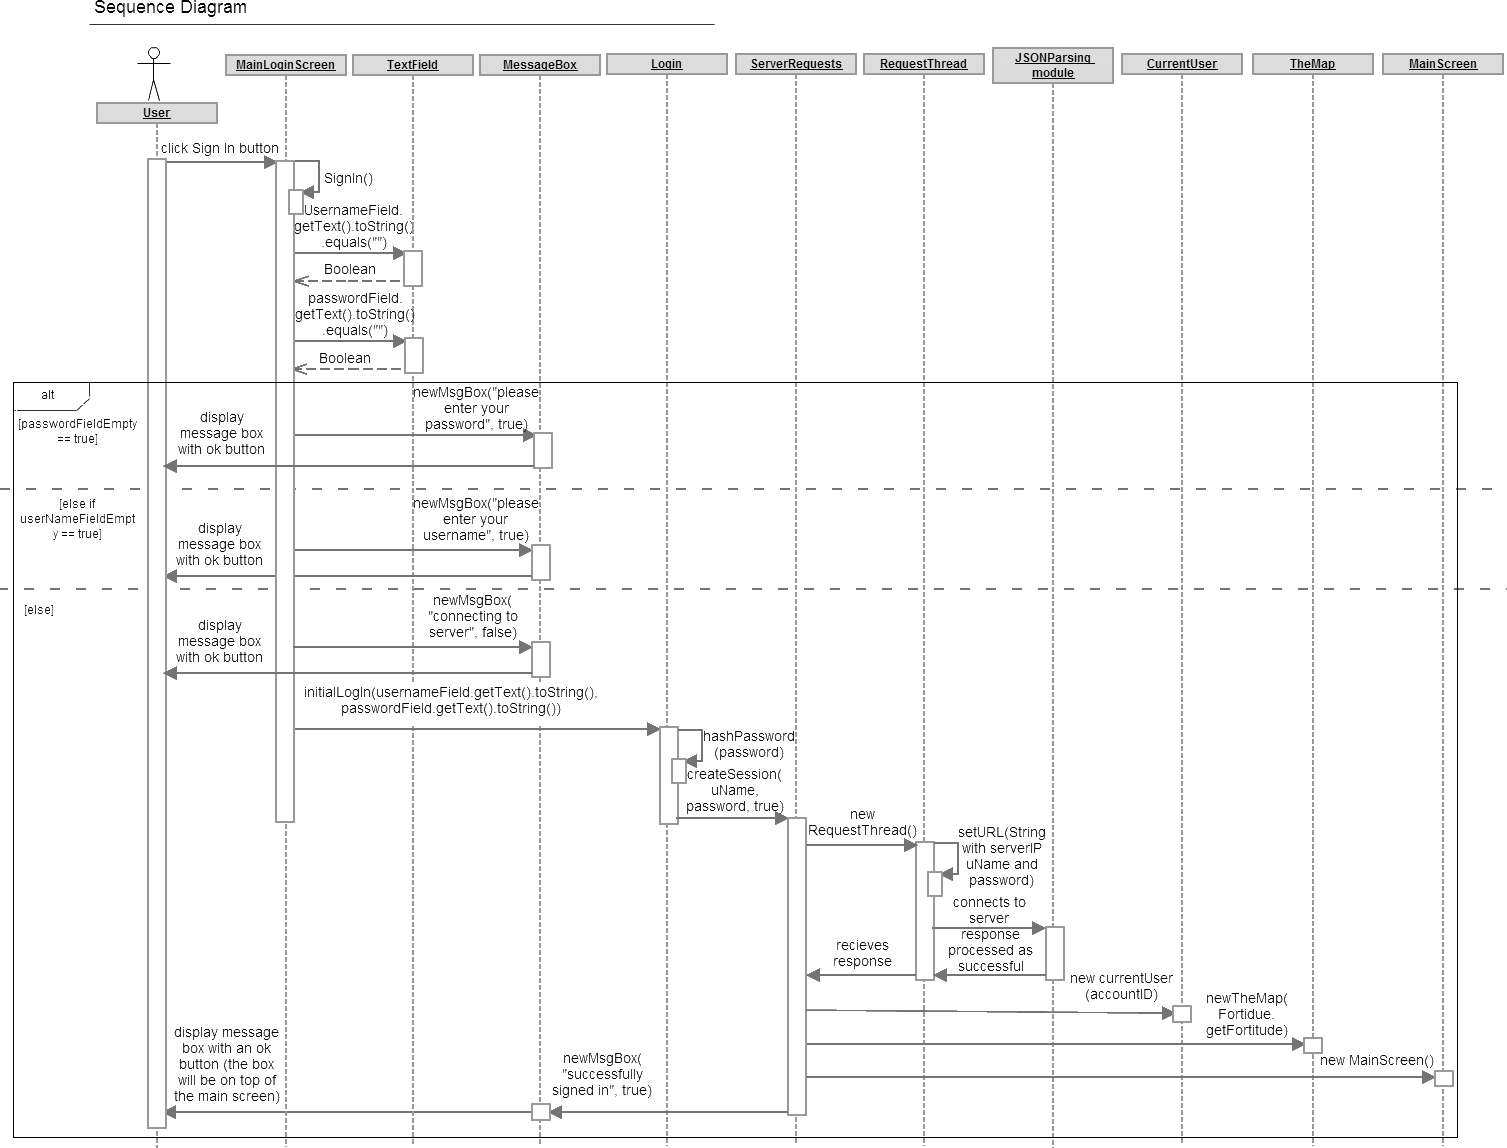 Sequence Diagram
User
MainLoginScreen
TextField
MessageBox
Login
ServerRequests
RequestThread
JSONParsing
module
CurrentUser
TheMap
MainScreen
click Sign In button
SignIn()
UsernameField.
getText().toString()
.equals("")
Boolean
passwordField.
getText().toString()
.equals("")
Boolean
alt
[passwordFieldEmpty
== true]
newMsgBox("please
enter your
password", true)
display
message box
with ok button
[else if
userNameFieldEmpt
y == true]
newMsgBox("please
enter your
username", true)
display
message box
with ok button
[else]
newMsgBox(
"connecting to
server", false)
display
message box
with ok button
initialLogIn(usernameField.getText().toString(),
passwordField.getText().toString())
hashPassword
(password)
createSession(
uName,
password, true)
new
RequestThread()
setURL(String
with serverIP
uName and
password)
connects to
server
response
processed as
successful
recieves
response
new currentUser
(accountID)
newTheMap(
Fortidue.
getFortitude)
new MainScreen()
newMsgBox(
"successfully
signed in", true)
display message
box with an ok
button (the box
will be on top of
the main screen)